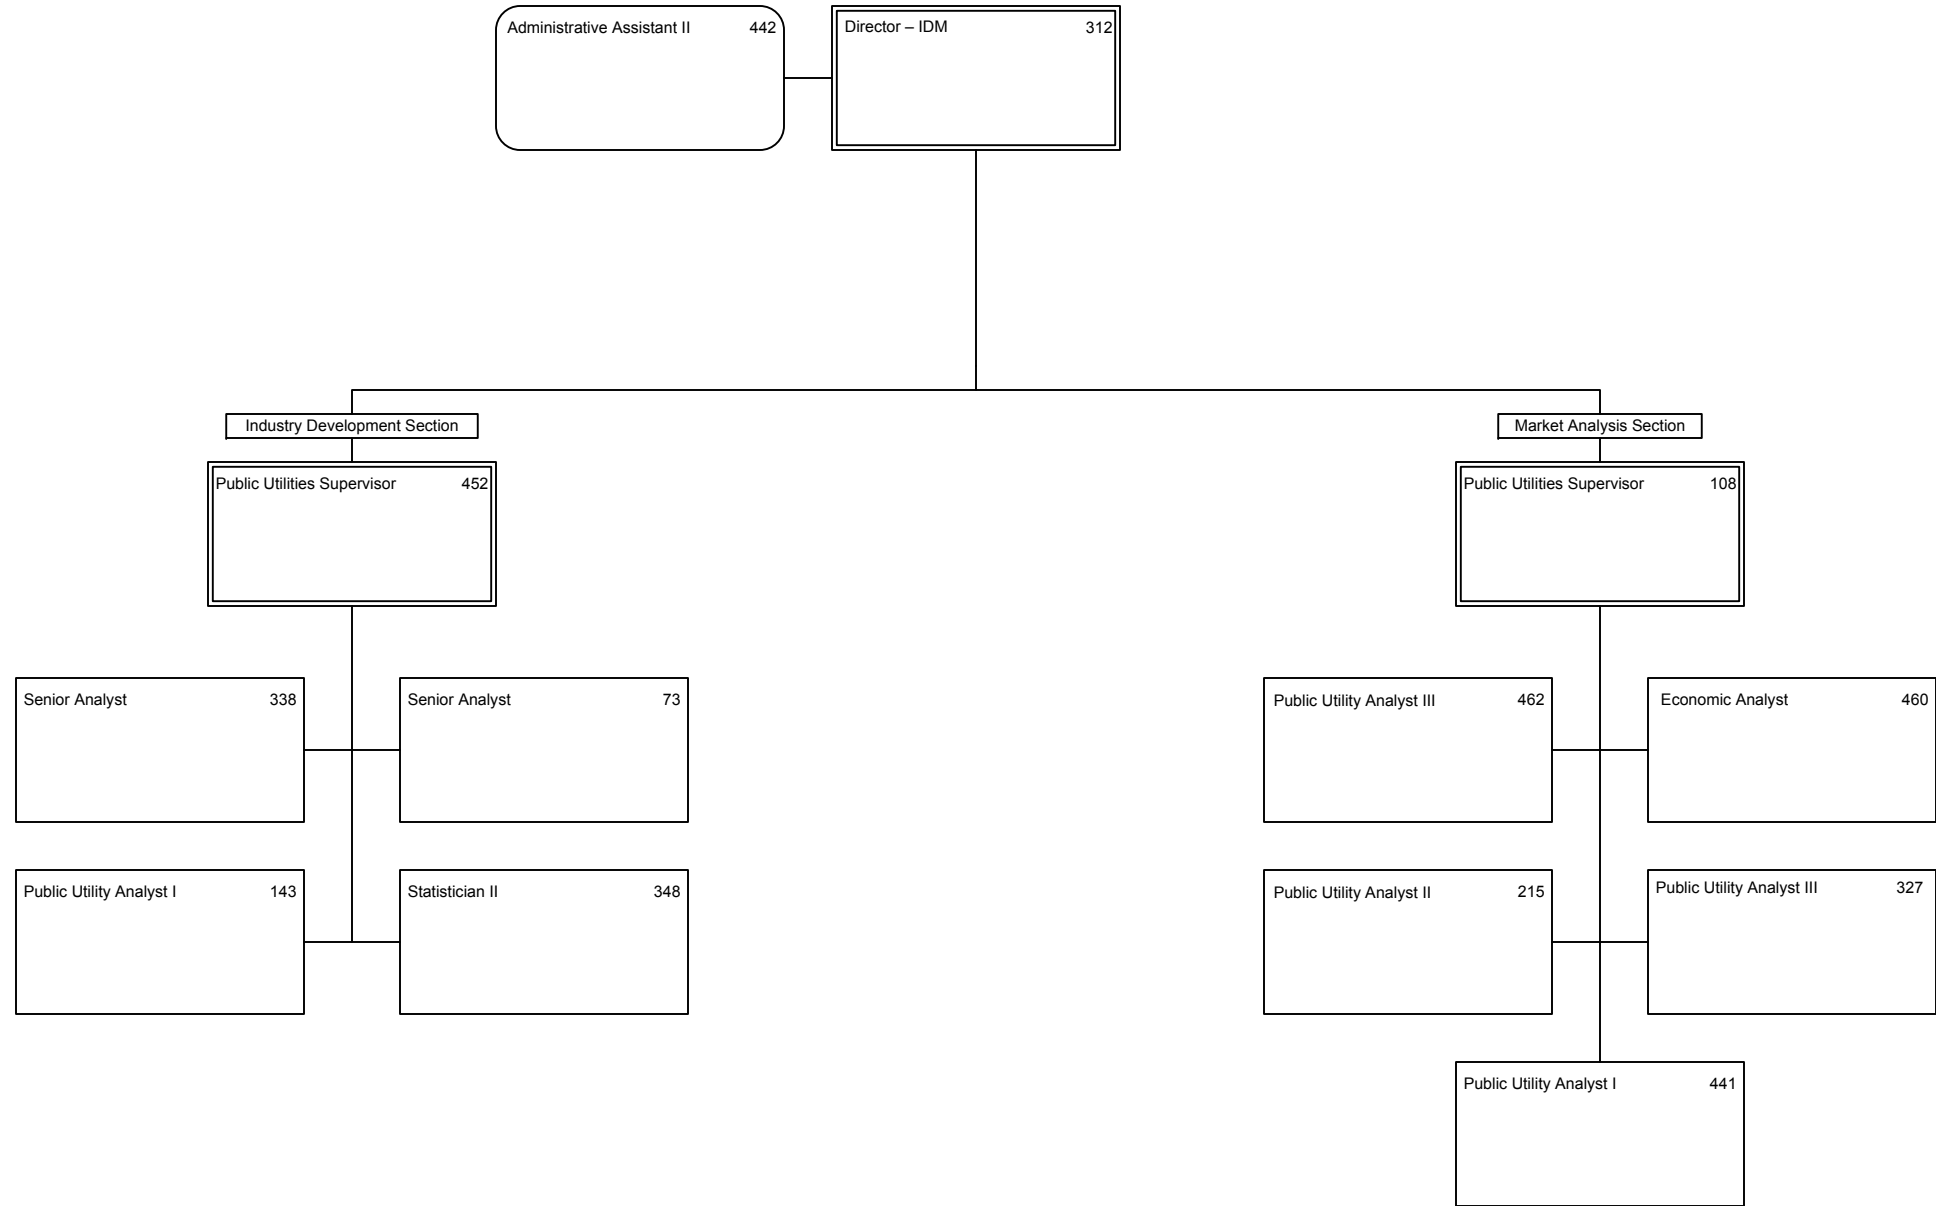 Administrative Assistant II 442
Director – IDM 312
Industry Development Section
Market Analysis Section
Public Utilities Supervisor 452
Public Utilities Supervisor 108
Senior Analyst 338
Senior Analyst 73
Public Utility Analyst III 462
Economic Analyst 460
Public Utility Analyst I 143
Statistician II 348
Public Utility Analyst II 215
Public Utility Analyst III 327
Public Utility Analyst I 441